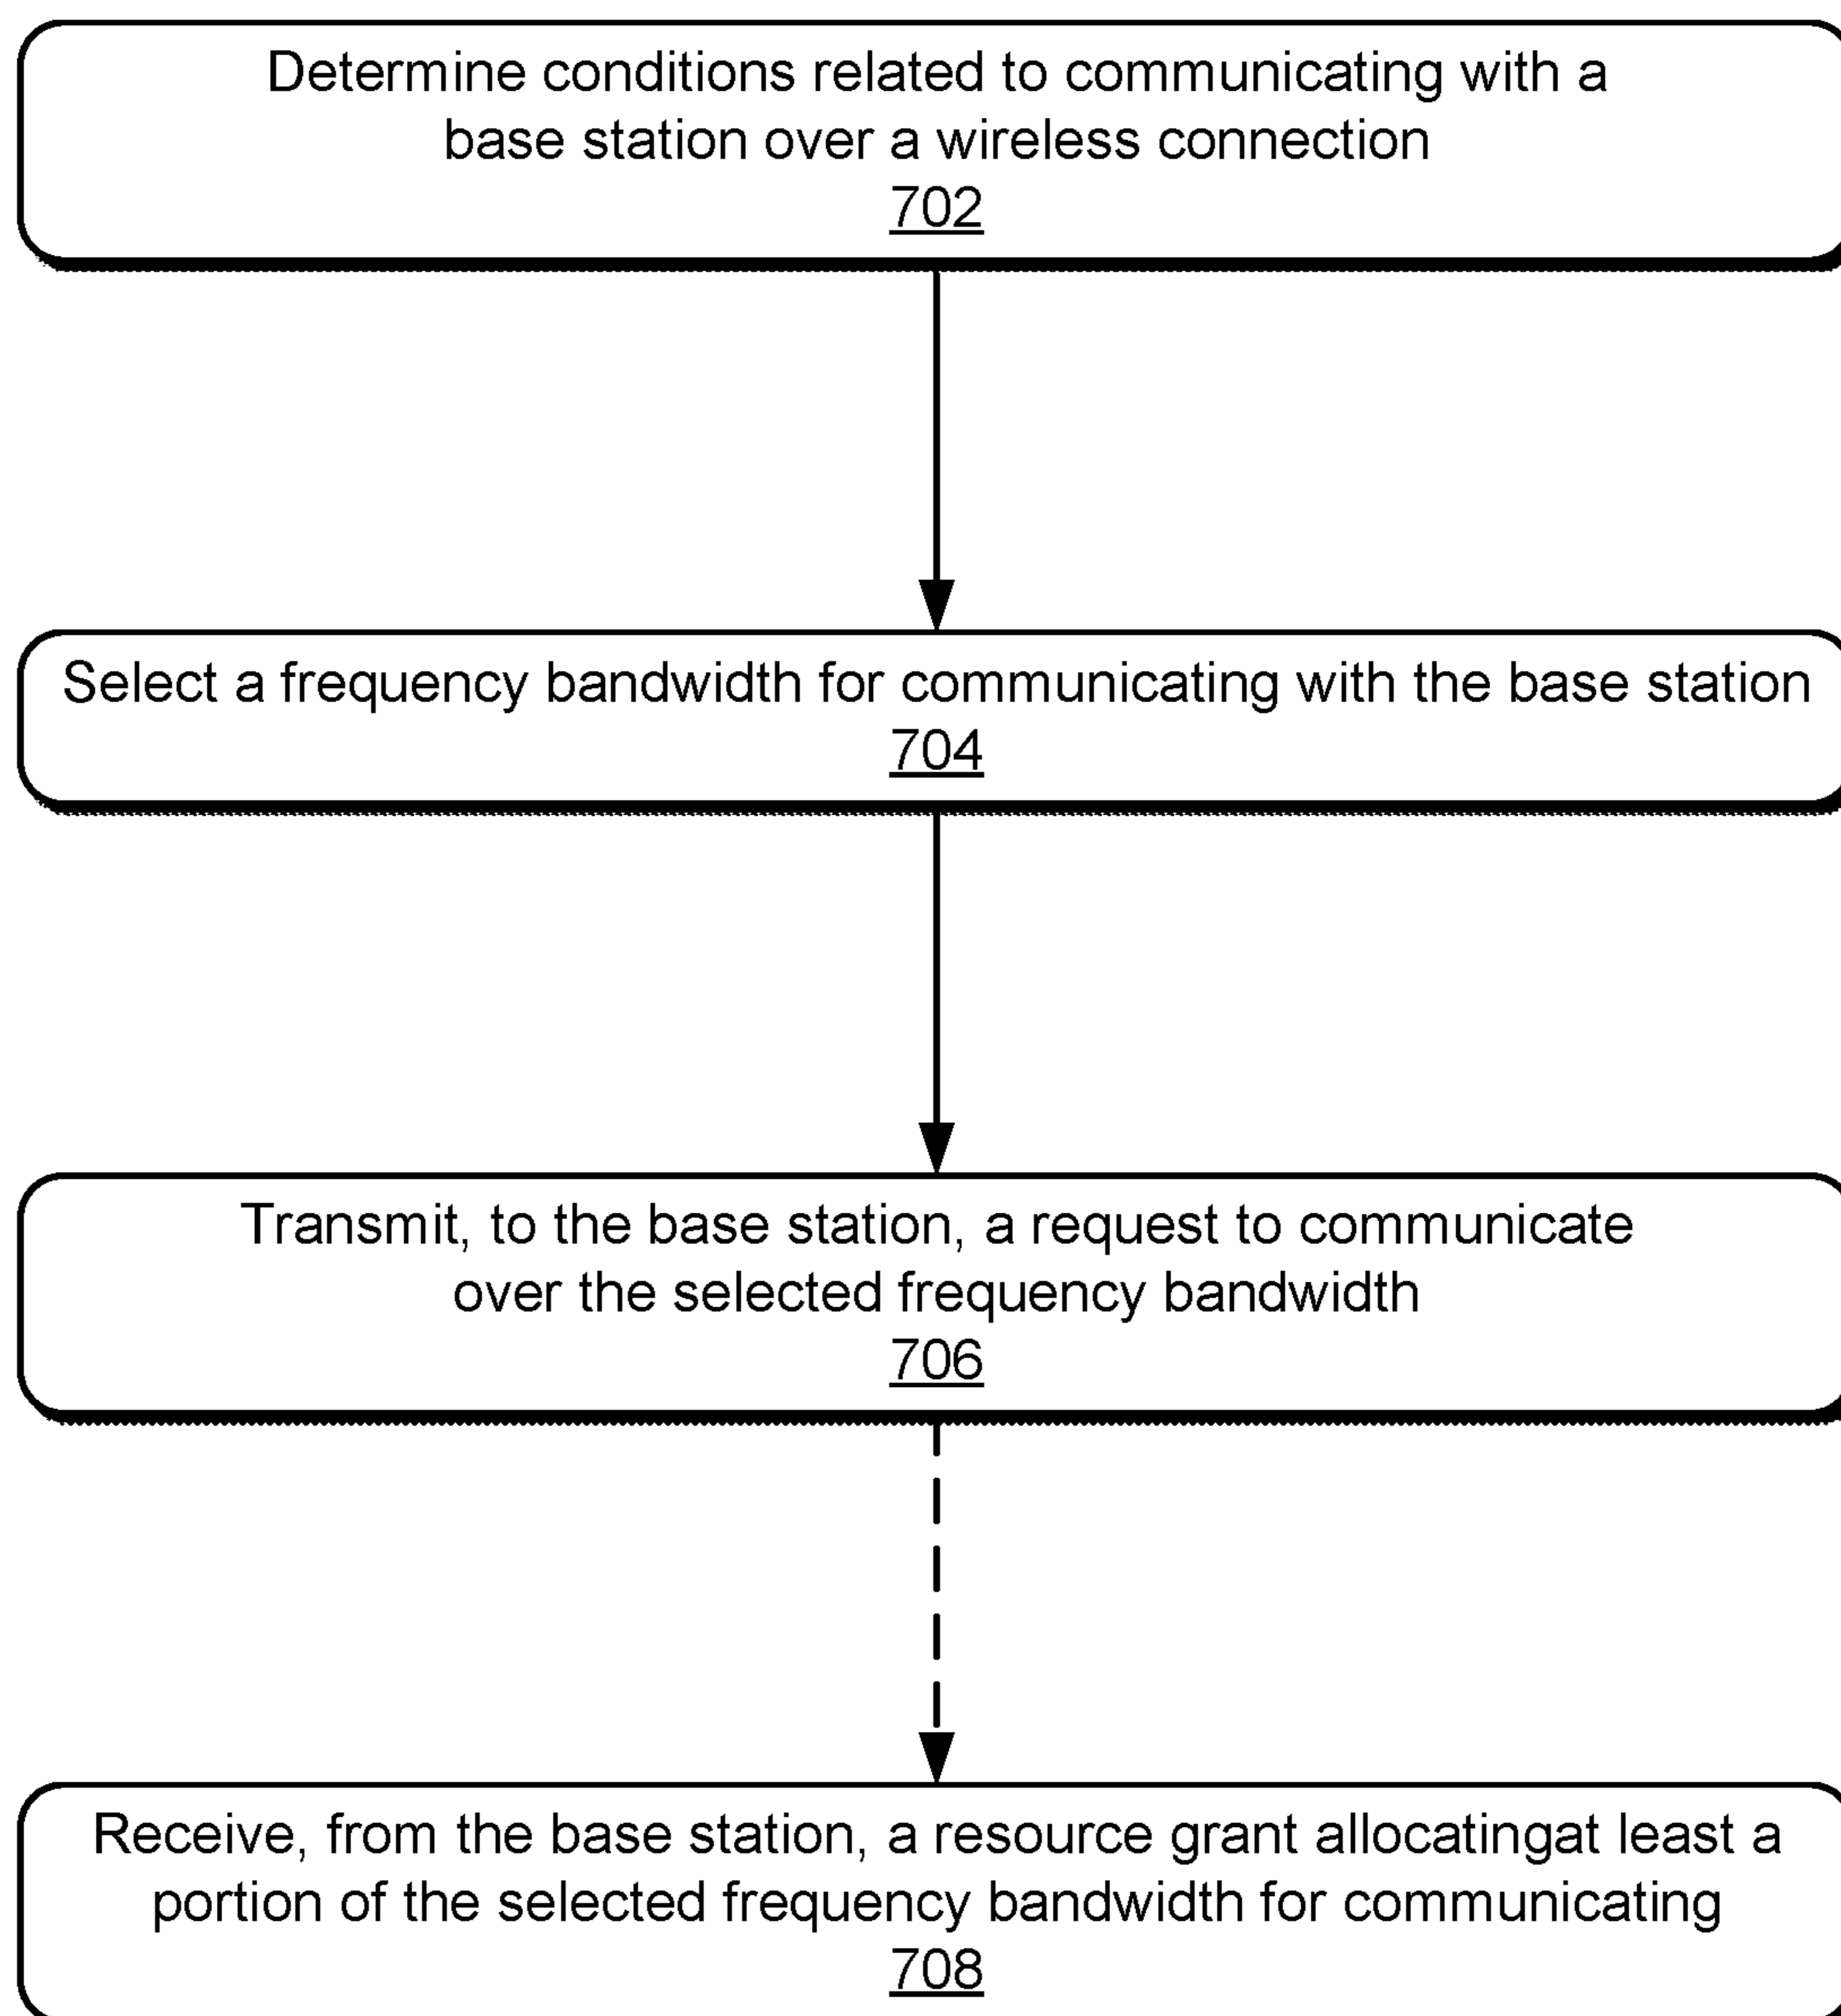 Determine conditions related to communicating with a
base station over a wireless connection
702
Select a frequency bandwidth for communicating with the base station
704
Transmit, to the base station, a request to communicate
over the selected frequency bandwidth
706
Receive, from the base station, a resource grant allocatingat least a
portion of the selected frequency bandwidth for communicating
708